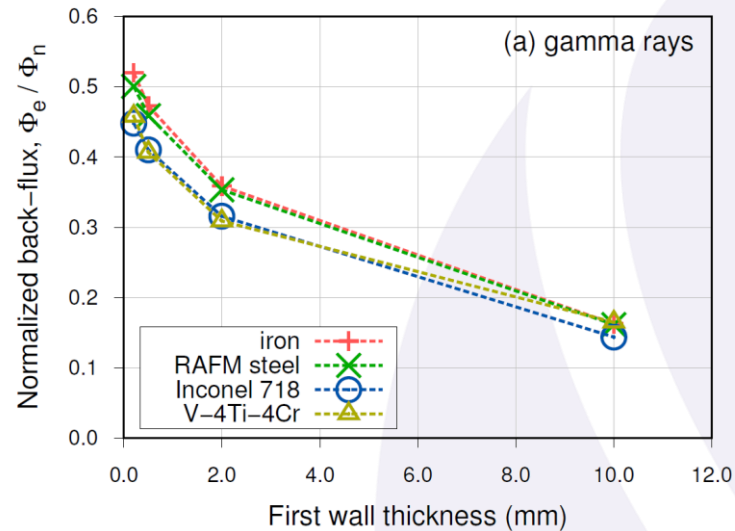 (a) gamma rays
Normalized back−flux, Φe / Φn
0.6
0.5
0.4
0.3
0.2
0.1
0.0
iron
RAFM steel
Inconel 718
V−4Ti−4Cr
0.0 2.0 4.0 6.0 8.0 10.0 12.0
First wall thickness (mm)